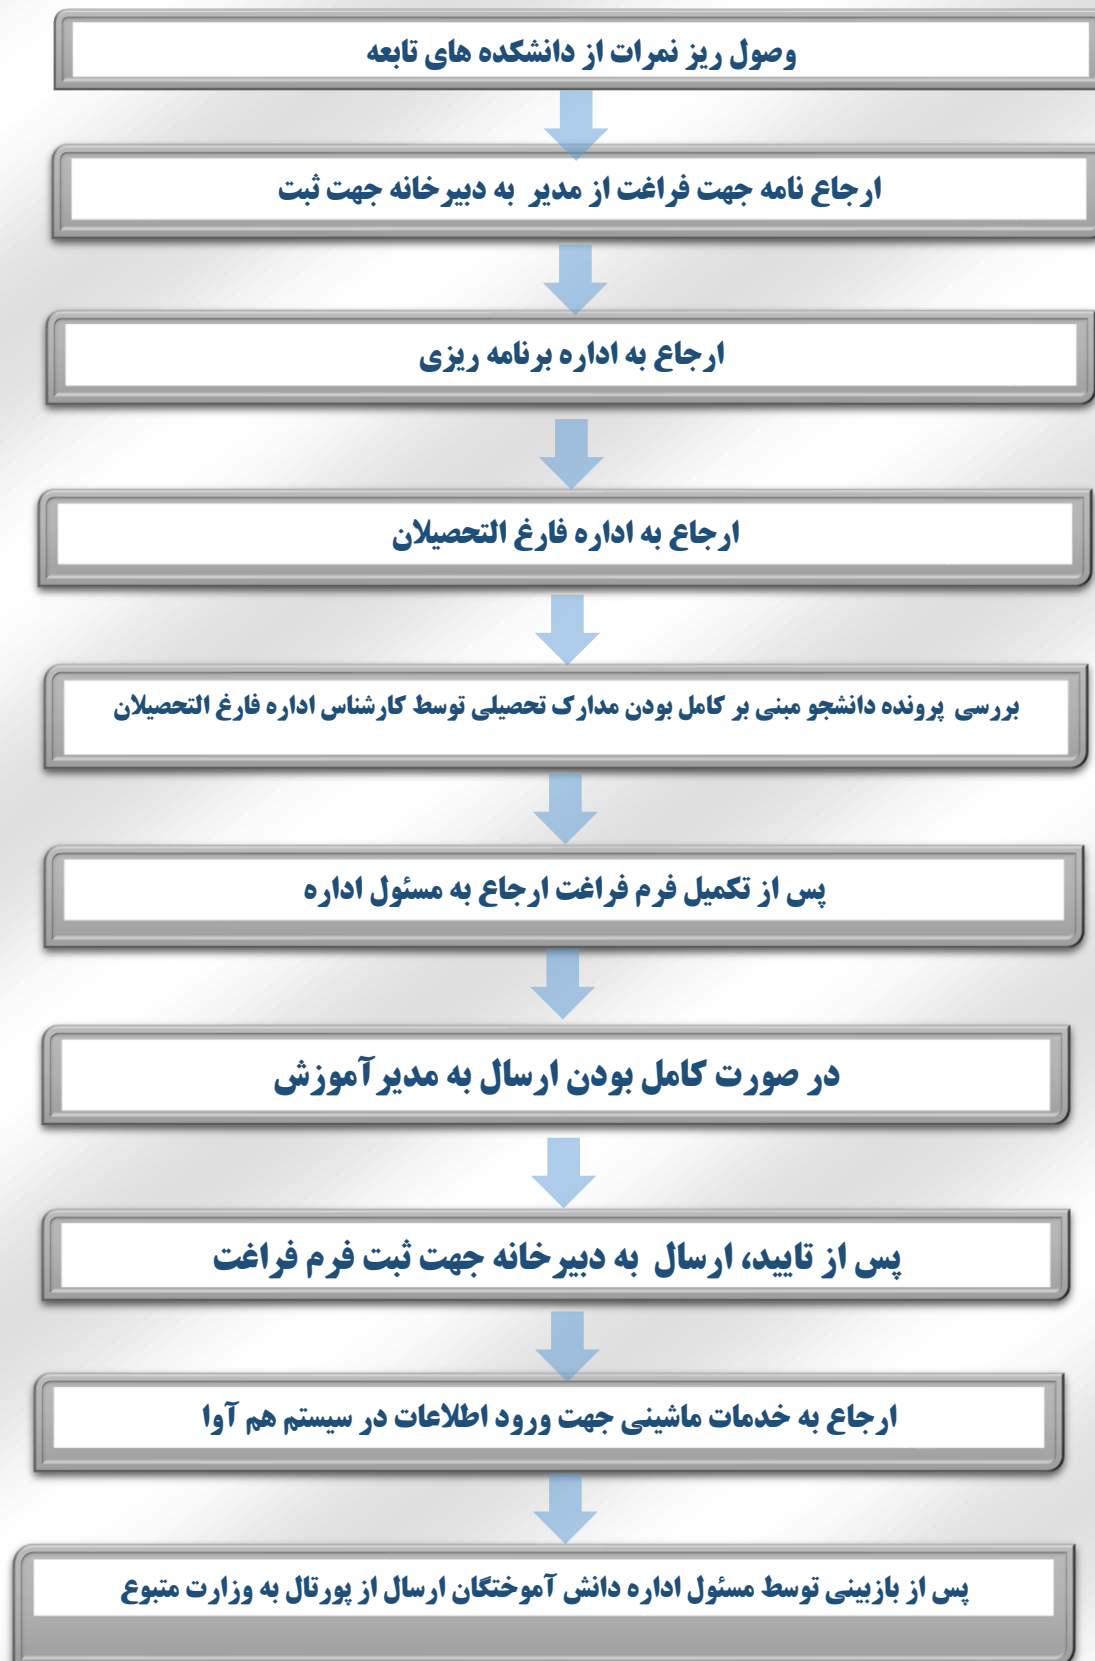 وصول ریز نمرات از دانشکده های تابعه
ارجاع نامه جهت فراغت از مدیر به دبیرخانه جهت ثبت
ارجاع به اداره برنامه ریزی
ارجاع به اداره فارغ التحصیلان
بررسی پرونده دانشجو مبنی بر کامل بودن مدارک تحصیلی توسط کارشناس اداره فارغ التحصیلان
پس از تکمیل فرم فراغت ارجاع به مسئول اداره
در صورت کامل بودن ارسال به مدیرآموزش
پس از تایید، ارسال به دبیرخانه جهت ثبت فرم فراغت
ارجاع به خدمات ماشینی جهت ورود اطلاعات در سیستم هم آوا
پس از بازبینی توسط مسئول اداره دانش آموختگان ارسال از پورتال به وزارت متبوع